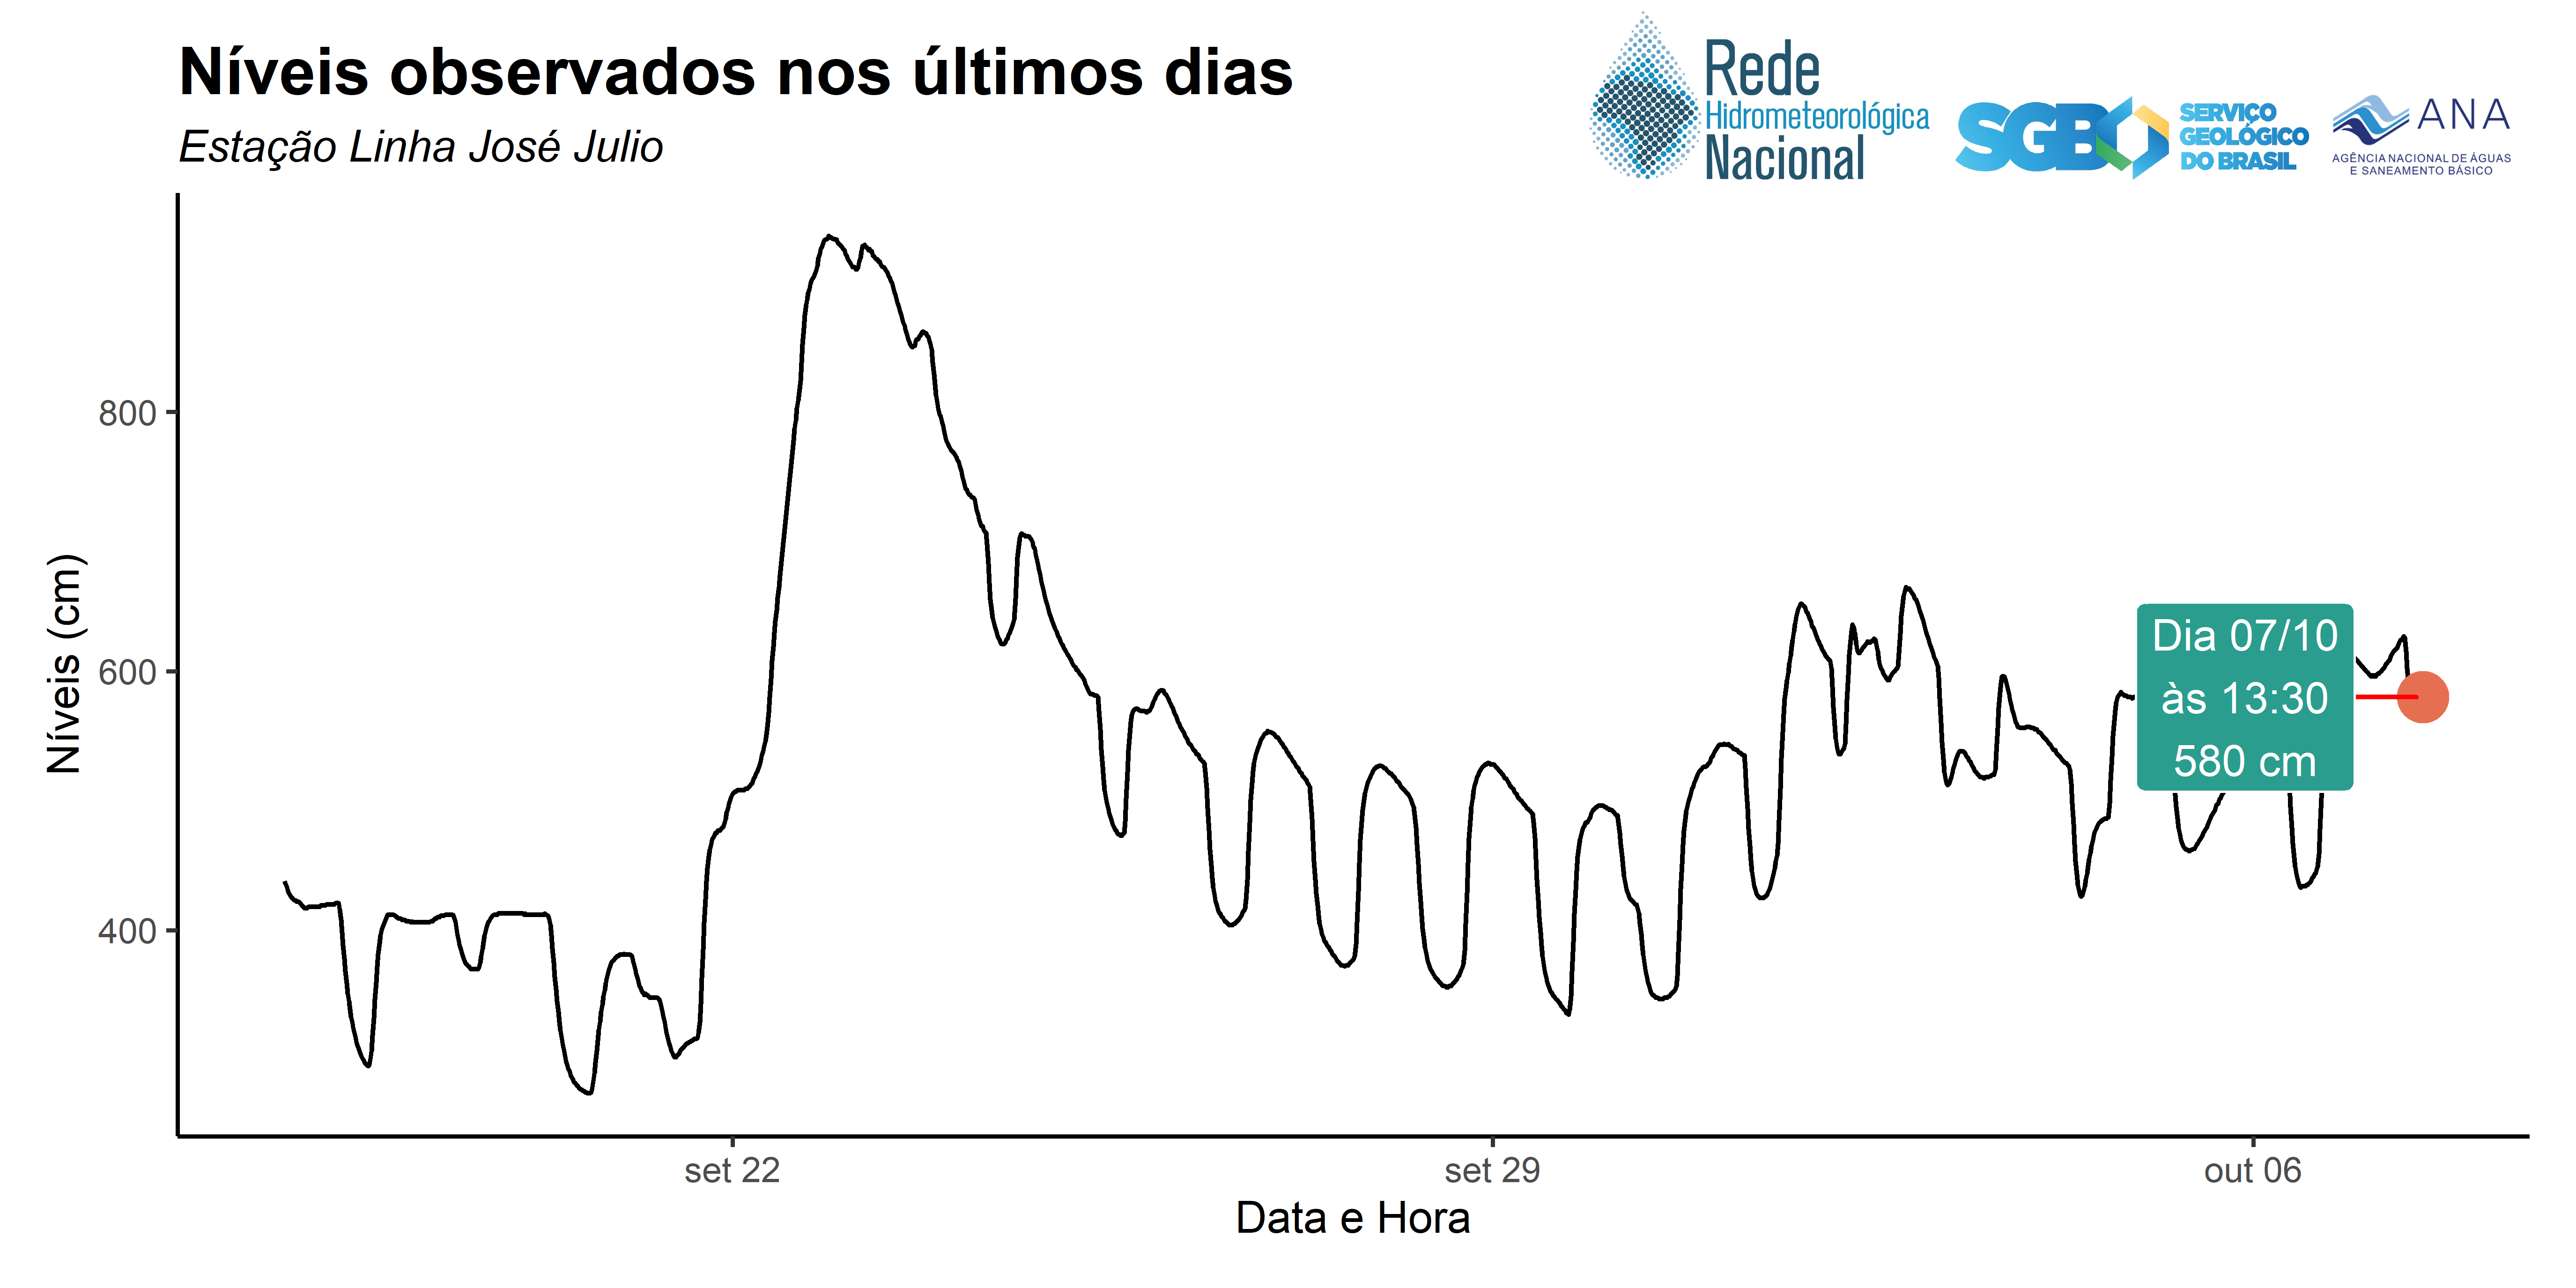 Níveis observados nos últimos dias
Estação Linha José Julio
Rede
Hidrometeorológica
Nacional
SGB
SERVIÇO
GEOLÓGICO
DO BRASIL
ANA
AGÊNCIA NACIONAL DE ÁGUAS
E SANEAMENTO BÁSICO
Níveis (cm)
800
600
400
Dia 07/10
às 13:30
580 cm
set 22
set 29
out 06
Data e Hora